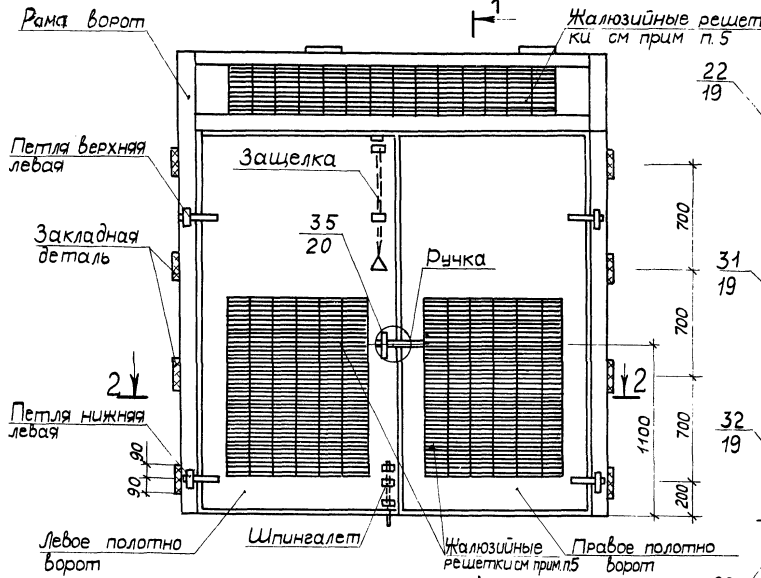 1
Рама ворот
Жалюзийные решет
ки см прим п.5
22
19
Петля верхняя
левая
Защелка
35
20
Ручка
Закладная
деталь
700
31
19
700
2
2
Петля нижняя
левая
1100
700
32
19
90
90
200
Левое полотно
ворот
Шпингалет
Жалюзийные
решетки см прим.п5
Правое полотно
ворот